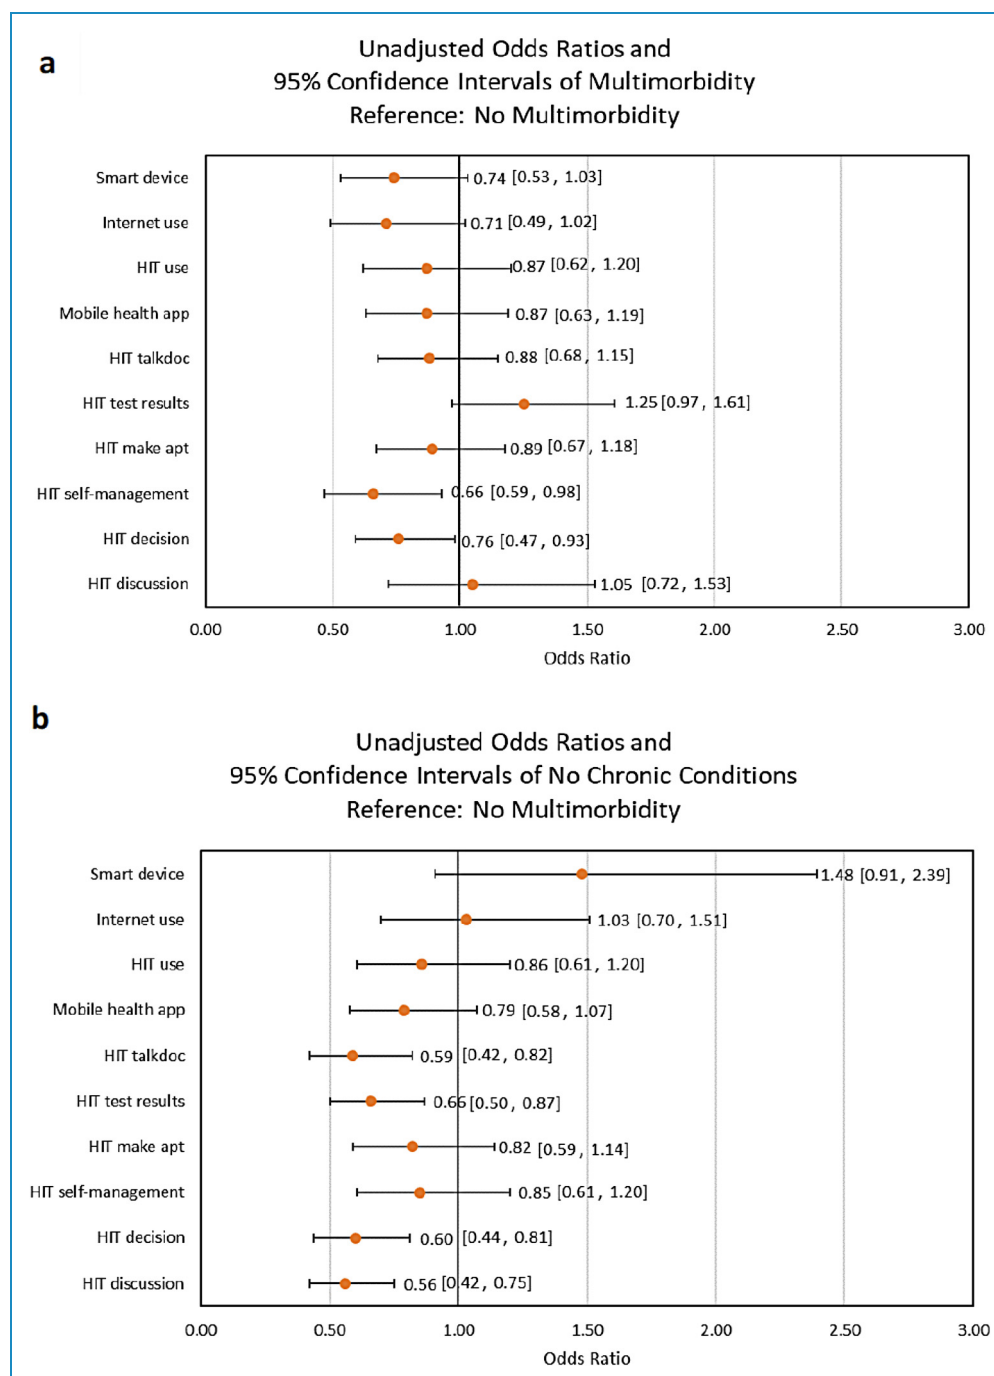 a
Unadjusted Odds Ratios and
95% Confidence Intervals of Multimorbidity
Reference: No Multimorbidity
Smart device 0.74 [0.53 , 1.03]
Internet use 0.71 [0.49 , 1.02]
HIT use 0.87 [0.62 , 1.20]
Mobile health app 0.87 [0.63 , 1.19]
HIT talkdoc 0.88 [0.68 , 1.15]
HIT test results 1.25 [0.97 , 1.61]
HIT make apt 0.89 [0.67 , 1.18]
HIT self-management 0.66 [0.59 , 0.98]
HIT decision 0.76 [0.47 , 0.93]
HIT discussion 1.05 [0.72 , 1.53]
0.00 0.50 1.00 1.50 2.00 2.50 3.00
Odds Ratio
b
Unadjusted Odds Ratios and
95% Confidence Intervals of No Chronic Conditions
Reference: No Multimorbidity
Smart device 1.48 [0.91 , 2.39]
Internet use 1.03 [0.70 , 1.51]
HIT use 0.86 [0.61 , 1.20]
Mobile health app 0.79 [0.58 , 1.07]
HIT talkdoc 0.59 [0.42 , 0.82]
HIT test results 0.66 [0.50 , 0.87]
HIT make apt 0.82 [0.59 , 1.14]
HIT self-management 0.85 [0.61 , 1.20]
HIT decision 0.60 [0.44 , 0.81]
HIT discussion 0.56 [0.42 , 0.75]
0.00 0.50 1.00 1.50 2.00 2.50 3.00
Odds Ratio